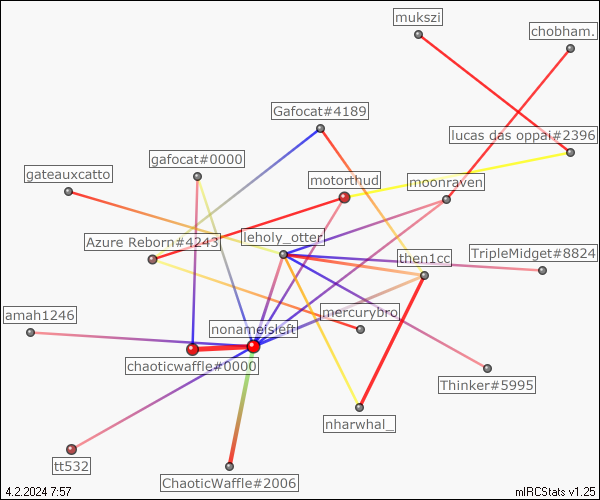 mukszi
chobham.
Gafocat#4189
lucas das oppai#2396
gafocat#0000
gateauxcatto
motorthud
moonraven
leholy_otter
Azure Reborn#4243
then1cc
TripleMidget#8824
amah1246
mercurybro
nonameisleft
chaoticwaffle#0000
Thinker#5995
nharwhal_
tt532
ChaoticWaffle#2006
4.2.2024 7:57
mIRCStats v1.25